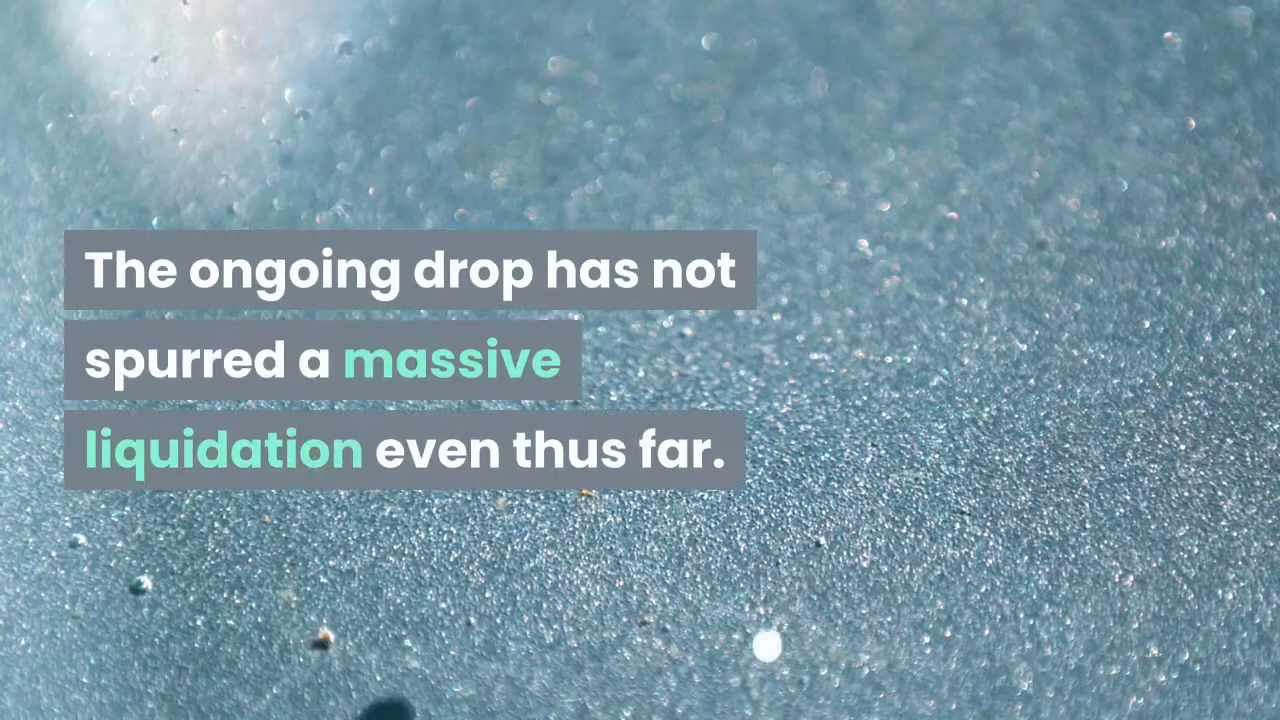 The ongoing drop has not
spurred a massive
liquidation even thus far.